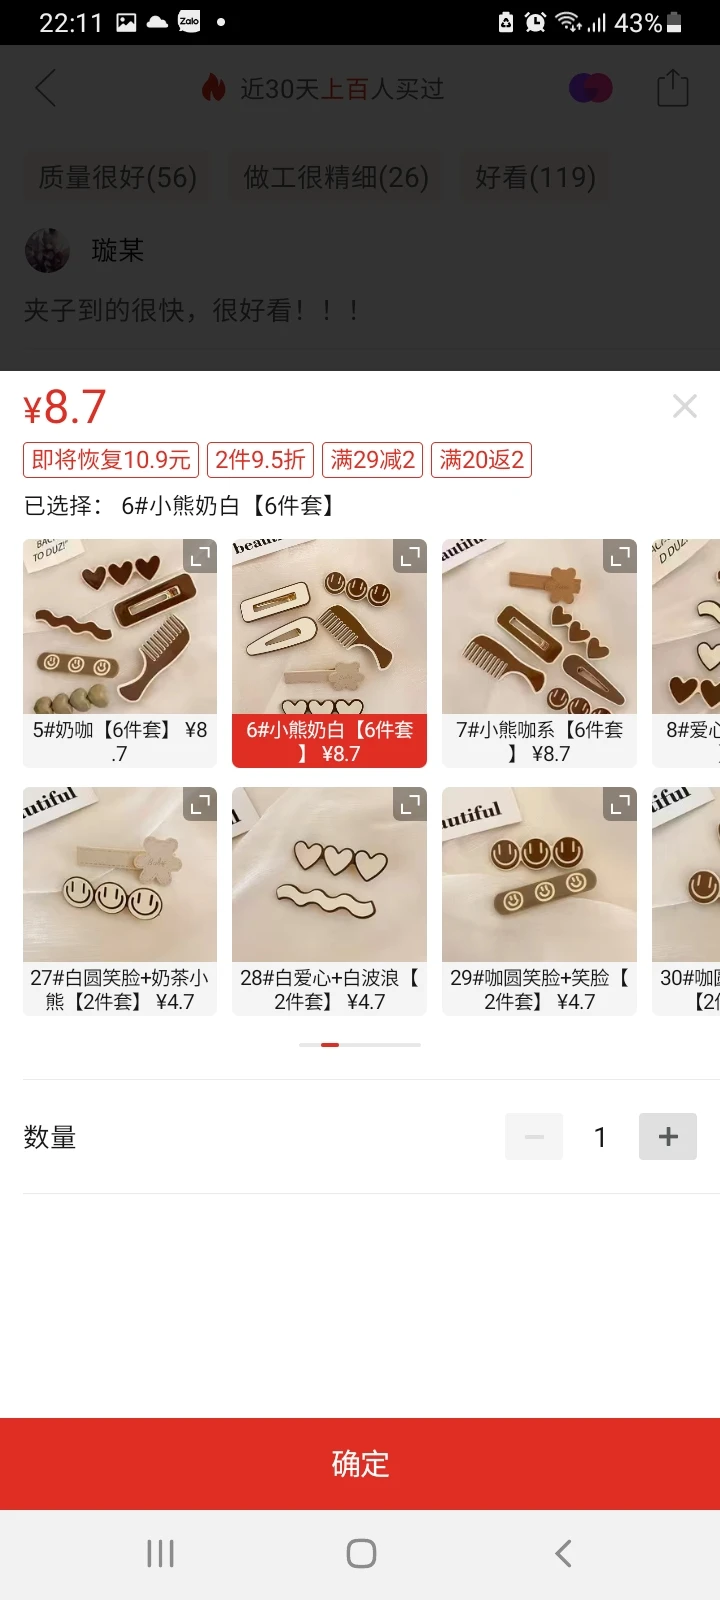 22:11 Zalo 43%
近30天上百人买过
质量很好(56) 做工很精细(26) 好看(119)
璇某
夹子到的很快，很好看！！！
¥8.7
即将恢复10.9元 2件9.5折 满29减2 满20返2
已选择： 6#小熊奶白【6件套】
TO DUZ!"
5#奶咖【6件套】 ¥8
.7
6#小熊奶白【6件套
】 ¥8.7
7#小熊咖系【6件套
】 ¥8.7
8#爱心
27#白圆笑脸+奶茶小
熊【2件套】 ¥4.7
28#白爱心+白波浪【
2件套】 ¥4.7
29#咖圆笑脸+笑脸【
2件套】 ¥4.7
30#咖圆
【2件
数量
1
确定